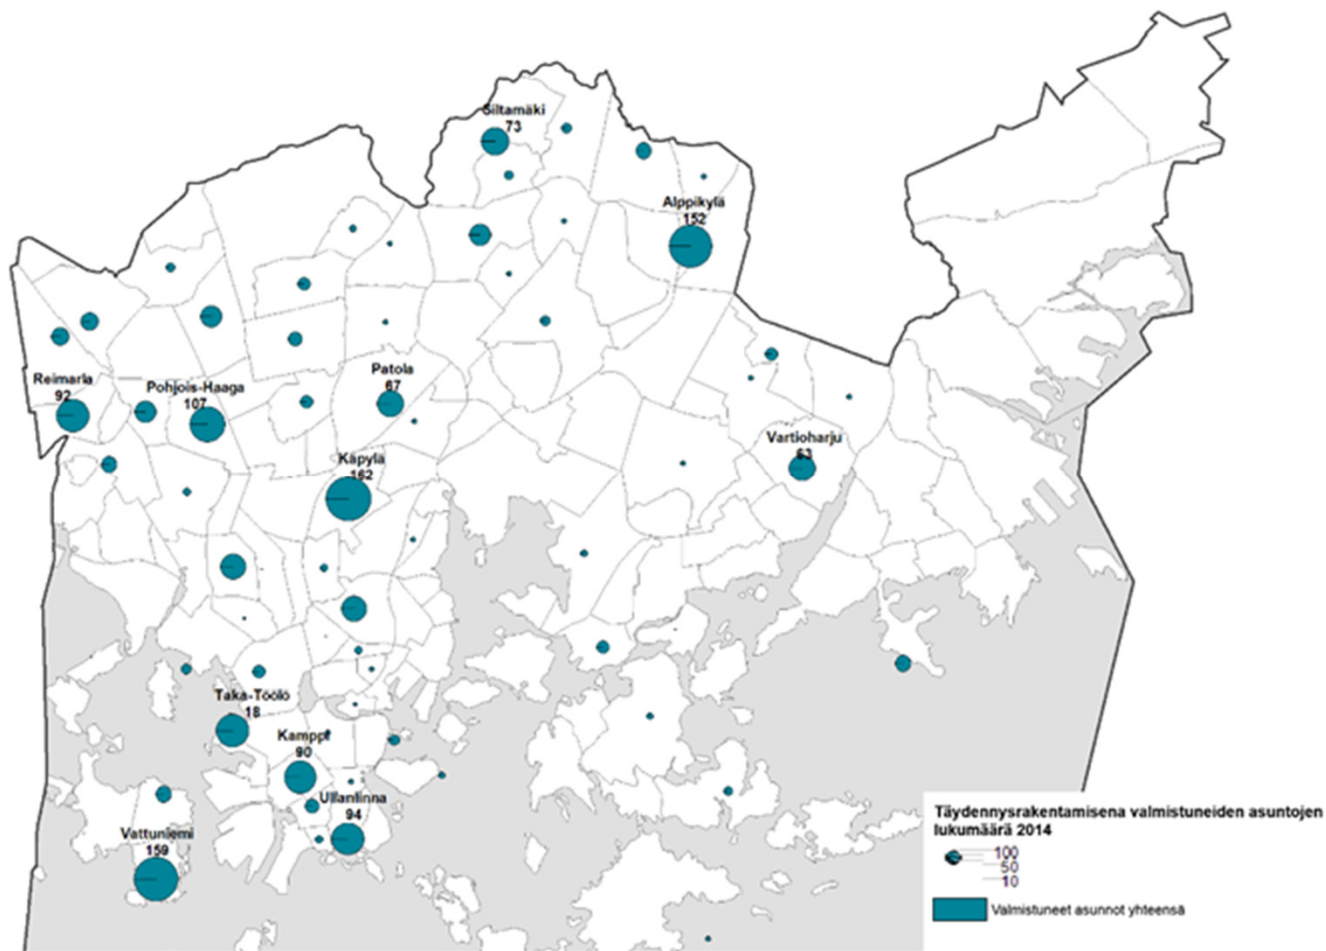 Siltamäki
73
Alppikylä
152
Patola
67
Reimarla
92
Pohjois-Haaga
107
Vartioharju
63
Käpylä
162
Taka-Töölö
18
Kamppi
90
Ullanlinna
94
Vattuniemi
159
Täydennysrakentamisena valmistuneiden asuntojen
lukumäärä 2014
100
50
10
Valmistuneet asunnot yhteensä